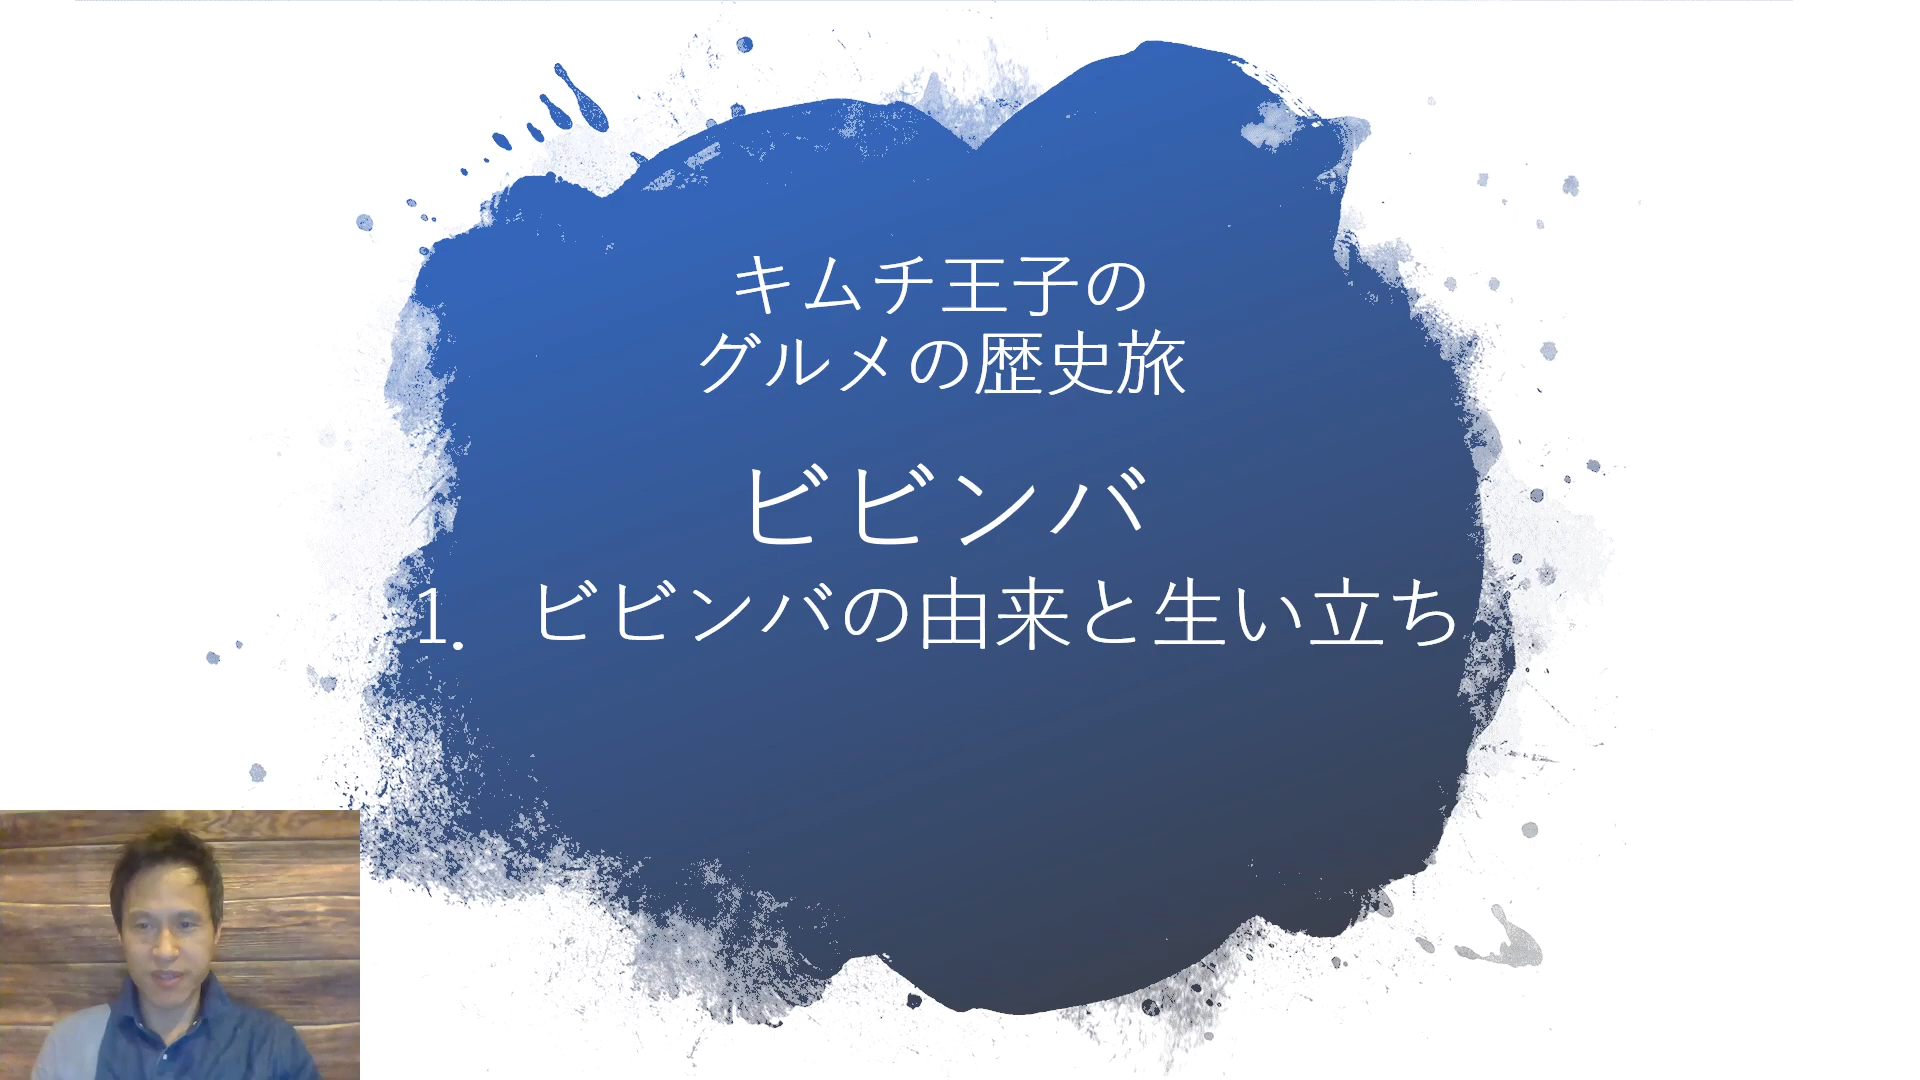 キムチ王子の
グルメの歴史旅
ビビンバ
1. ビビンバの由来と生い立ち